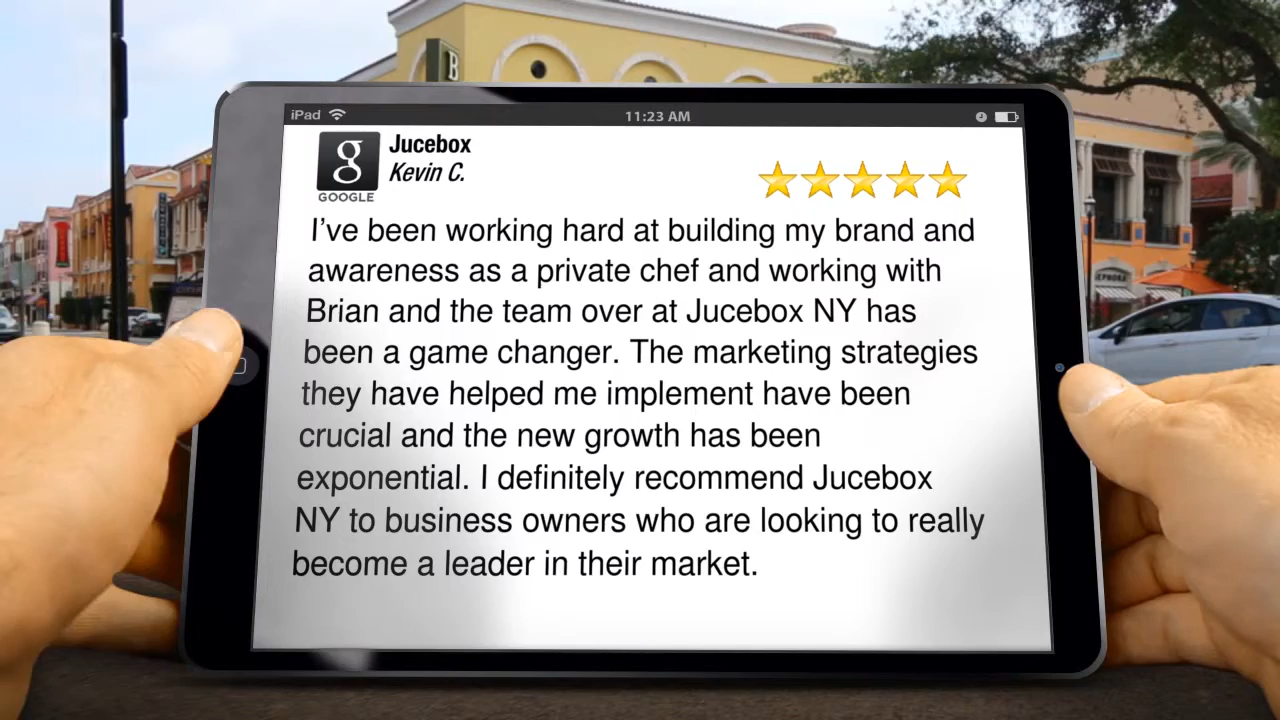 B
iPad
11:23 AM
g
GOOGLE
Jucebox
Kevin C.
I've been working hard at building my brand and
awareness as a private chef and working with
Brian and the team over at Jucebox NY has
been a game changer. The marketing strategies
they have helped me implement have been
crucial and the new growth has been
exponential. I definitely recommend Jucebox
NY to business owners who are looking to really
become a leader in their market.
SEPHORA